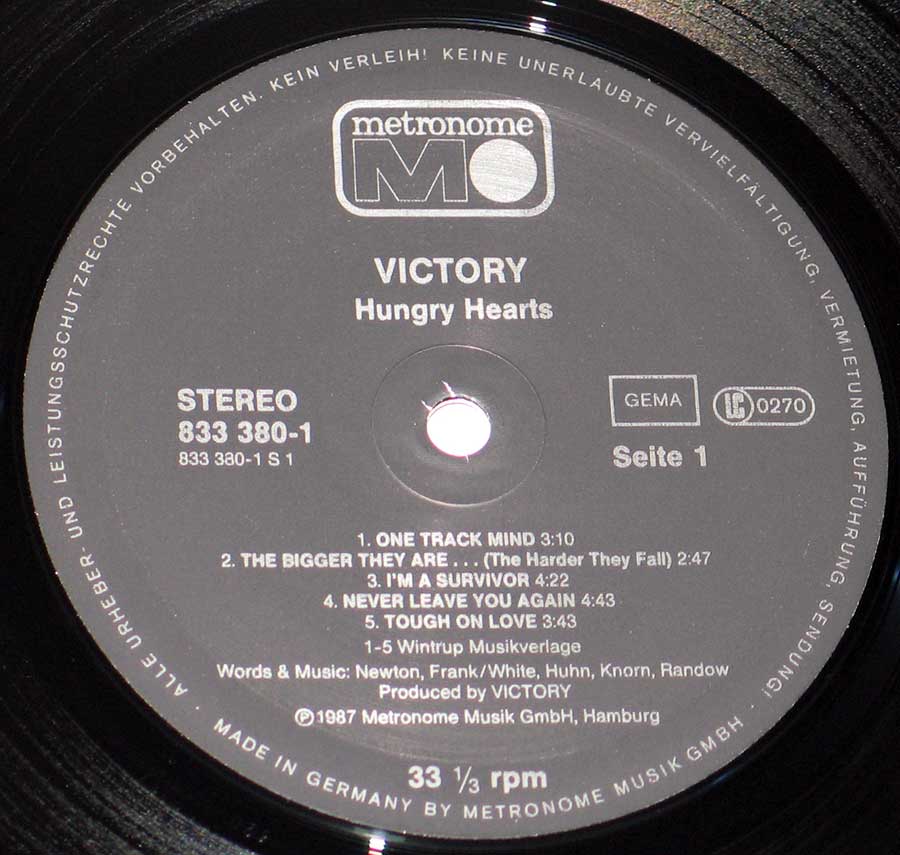 ALLE URHEBER- UND LEISTUNGSSCHUTZRECHTE VORBEHALTEN. KEIN VERLEIH! KEINE UNERLAUBTE VERVIELFÄLTIGUNG, VERMIETUNG, AUFFÜHRUNG, SENDUNG!
metronome
MO
VICTORY
Hungry Hearts
STEREO
833 380-1
833 380-1 S 1
GEMA
LC 0270
Seite 1
1. ONE TRACK MIND 3:10
2. THE BIGGER THEY ARE . . . (The Harder They Fall) 2:47
3. I'M A SURVIVOR 4:22
4. NEVER LEAVE YOU AGAIN 4:43
5. TOUGH ON LOVE 3:43
1-5 Wintrup Musikverlage
Words & Music: Newton, Frank/White, Huhn, Knorn, Randow
Produced by VICTORY
Ⓟ1987 Metronome Musik GmbH, Hamburg
33 1/3 rpm
· MADE IN GERMANY BY METRONOME MUSIK GMBH ·